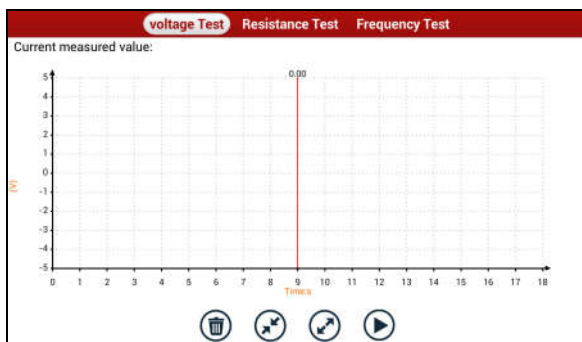 voltage Test Resistance Test Frequency Test
Current measured value:
0.00
5
4
3
2
1
0
-1
-2
-3
-4
-5
(V)
0 1 2 3 4 5 6 7 8 9 10 11 12 13 14 15 16 17 18
Time:s